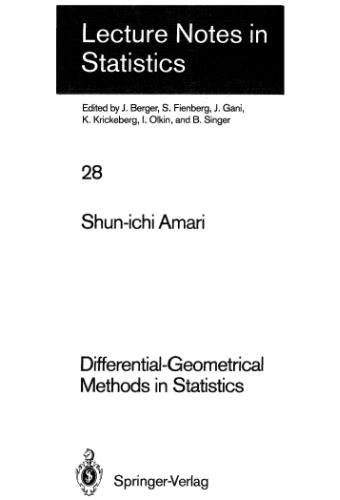 Lecture Notes in
Statistics
Edited by J. Berger, S. Fienberg, J. Gani,
K. Krickeberg, I. Olkin, and B. Singer
28
Shun-ichi Amari
Differential-Geometrical
Methods in Statistics
Springer-Verlag